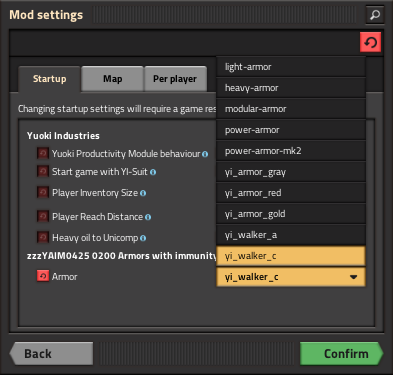 Mod settings
Startup
Map
Per player
Changing startup settings will require a game res
light-armor
heavy-armor
modular-armor
power-armor
power-armor-mk2
yi_armor_gray
yi_armor_red
yi_armor_gold
yi_walker_a
yi_walker_c
Yuoki Industries
Yuoki Productivity Module behaviour
Start game with YI-Suit
Player Inventory Size
Player Reach Distance
Heavy oil to Unicomp
zzzYAIM0425 0200 Armors with immunity
Armor
yi_walker_c
Back
Confirm